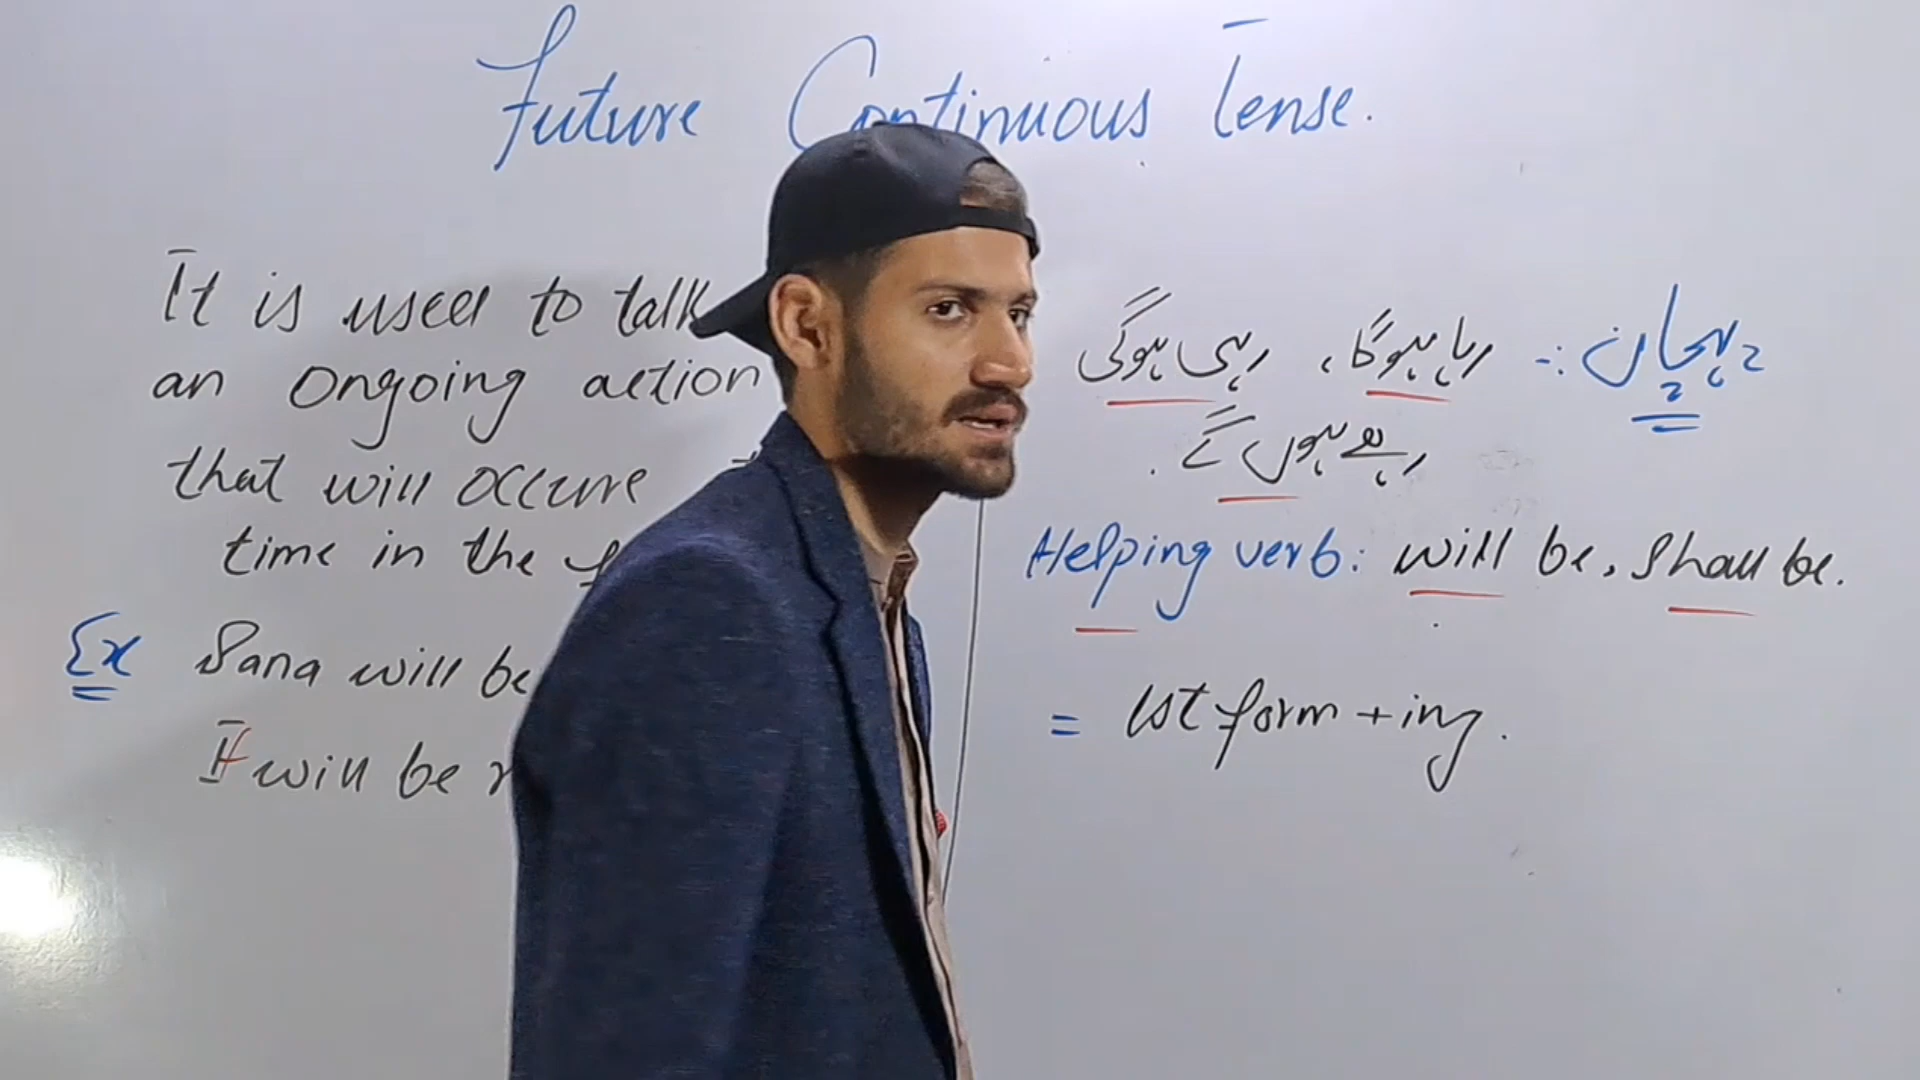 Future Continuous Tense.
It is used to talk
an ongoing action
that will occure
time in the
Ex Sana will be
I will be
پہچان :- رہا ہوگا، رہی ہوگی
رہے ہوں گے.
Helping verb: will be, shall be.
= 1st form + ing.